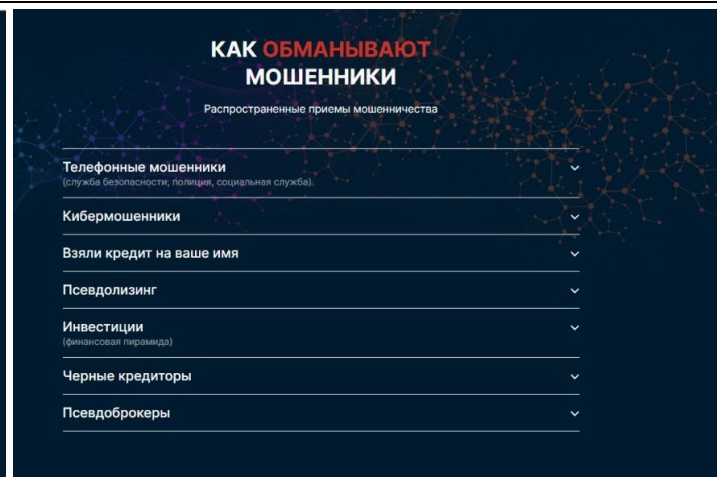 КАК ОБМАНЫВАЮТ
МОШЕННИКИ
Распространенные приемы мошенничества
Телефонные мошенники
(служба безопасности, полиция, социальная служба)
Кибермошенники
Взяли кредит на ваше имя
Псевдолизинг
Инвестиции
(финансовая пирамида)
Черные кредиторы
Псевдоброкеры